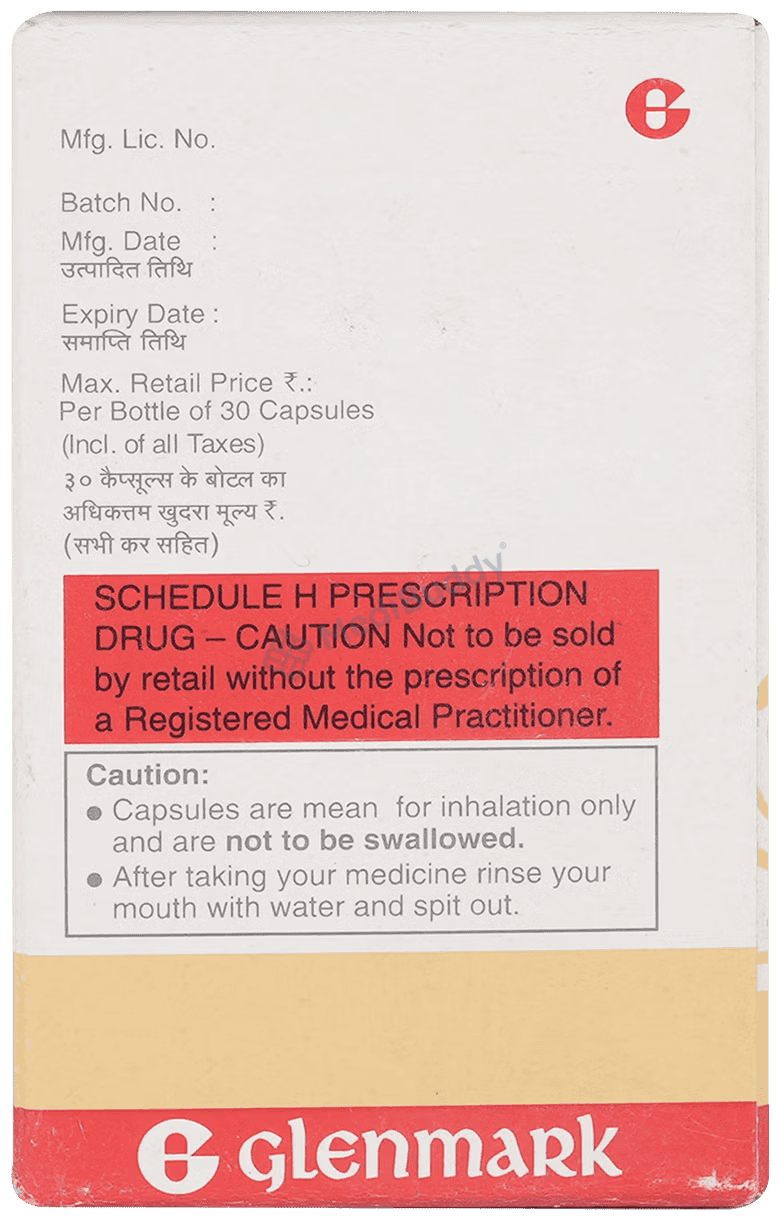 Mfg. Lic. No.
Batch No. :
Mfg. Date :
उत्पादित तिथि
Expiry Date :
समाप्ति तिथि
Max. Retail Price ₹.:
Per Bottle of 30 Capsules
(Incl. of all Taxes)
३० कैप्सूल्स के बोटल का
अधिकत्तम खुदरा मूल्य ₹.
(सभी कर सहित)
MediBuddy
SCHEDULE H PRESCRIPTION
DRUG – CAUTION Not to be sold
by retail without the prescription of
a Registered Medical Practitioner.
Caution:
● Capsules are mean for inhalation only
and are not to be swallowed.
● After taking your medicine rinse your
mouth with water and spit out.
glenmark